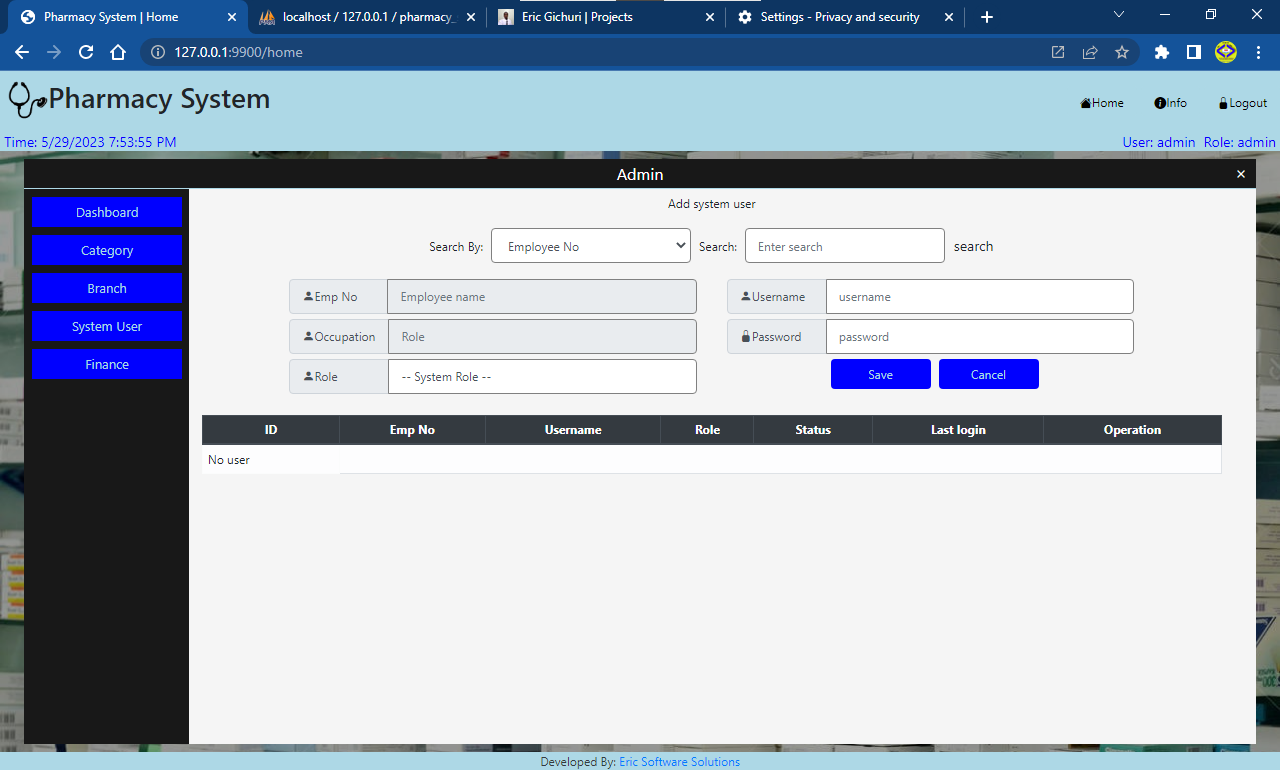 Pharmacy System | Home
localhost / 127.0.0.1 / pharmacy_
Eric Gichuri | Projects
Settings - Privacy and security
127.0.0.1:9900/home
Pharmacy System
Home Info Logout
Time: 5/29/2023 7:53:55 PM
User: admin Role: admin
Admin
Dashboard
Category
Branch
System User
Finance
Add system user
Search By: Employee No Search: Enter search search
Emp No Employee name Username username
Occupation Role Password password
Role -- System Role -- Save Cancel
ID Emp No Username Role Status Last login Operation
No user
Developed By: Eric Software Solutions